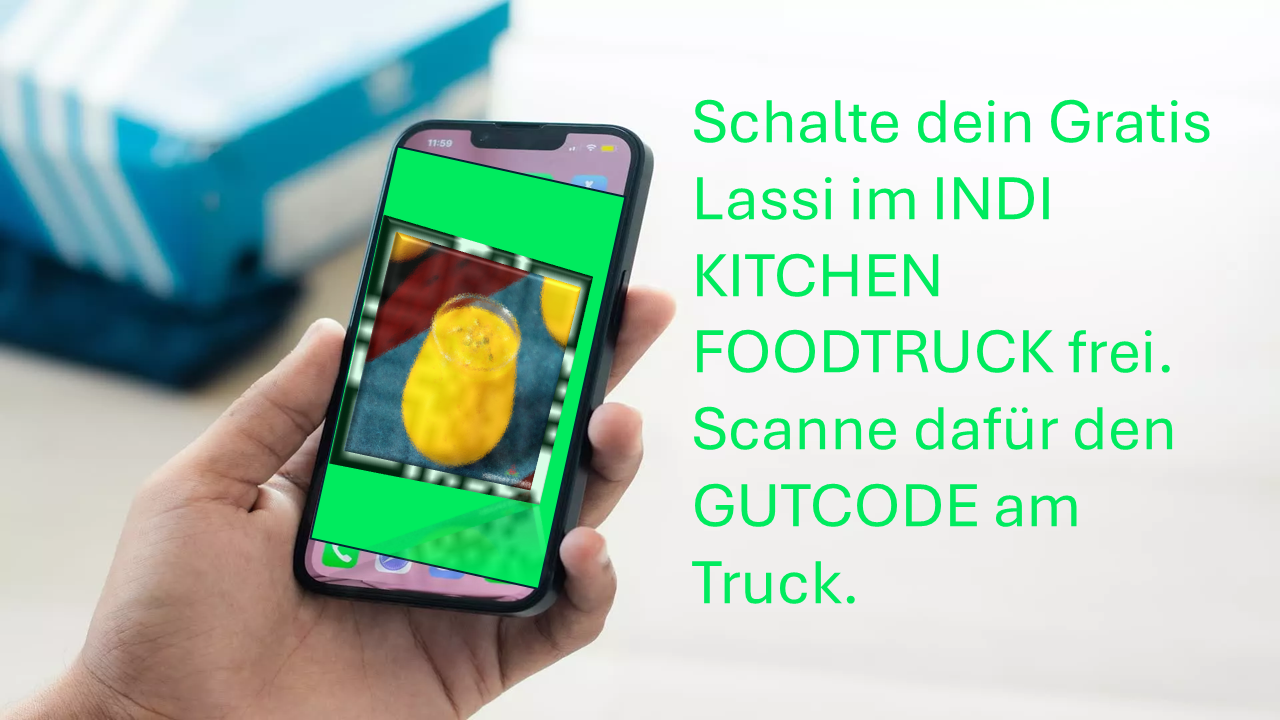 11:59
Schalte dein Gratis
Lassi im INDI
KITCHEN
FOODTRUCK frei.
Scanne dafür den
GUTCODE am
Truck.